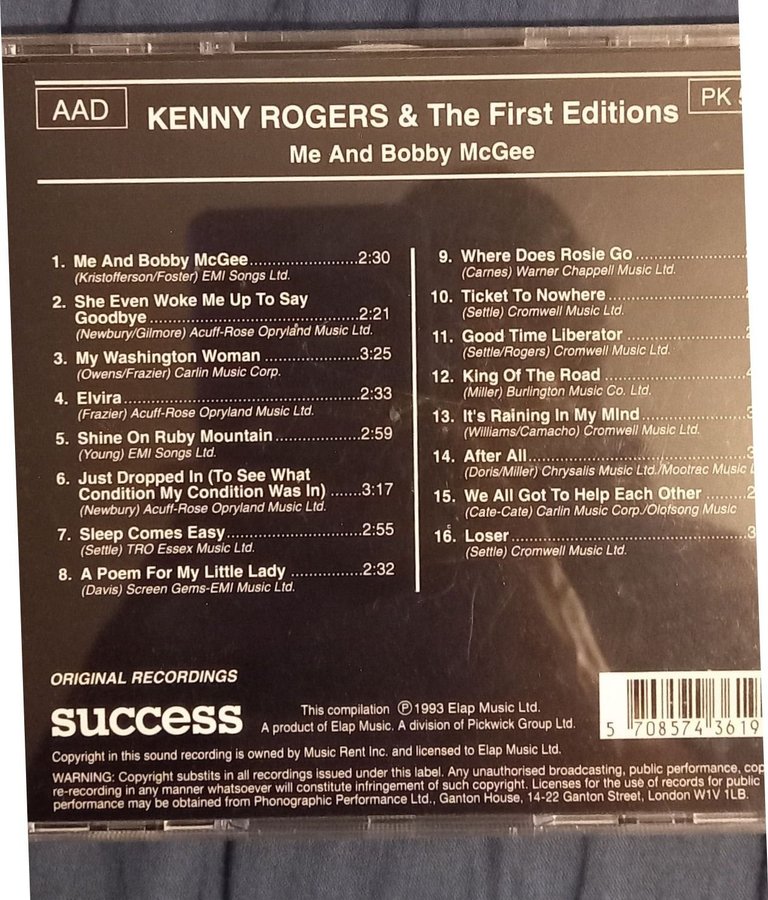 AAD
KENNY ROGERS & The First Editions
PK
Me And Bobby McGee
1. Me And Bobby McGee..............................2:30
(Kristofferson/Foster) EMI Songs Ltd.
2. She Even Woke Me Up To Say
Goodbye..............................2:21
(Newbury/Gilmore) Acuff-Rose Opryland Music Ltd.
3. My Washington Woman ....................3:25
(Owens/Frazier) Carlin Music Corp.
4. Elvira..............................2:33
(Frazier) Acuff-Rose Opryland Music Ltd.
5. Shine On Ruby Mountain..................2:59
(Young) EMI Songs Ltd.
6. Just Dropped In (To See What
Condition My Condition Was In) .......3:17
(Newbury) Acuff-Rose Opryland Music Ltd.
7. Sleep Comes Easy..............................2:55
(Settle) TRO Essex Music Ltd.
8. A Poem For My Little Lady ...............2:32
(Davis) Screen Gems-EMI Music Ltd.
9. Where Does Rosie Go......................
(Carnes) Warner Chappell Music Ltd.
10. Ticket To Nowhere..............................
(Settle) Cromwell Music Ltd.
11. Good Time Liberator ........................
(Settle/Rogers) Cromwell Music Ltd.
12. King Of The Road..............................
(Miller) Burlington Music Co. Ltd.
13. It's Raining In My MInd......................
(Williams/Camacho) Cromwell Music Ltd.
14. After All..............................
(Doris/Miller) Chrysalis Music Ltd./Mootrac Music
15. We All Got To Help Each Other ........
(Cate-Cate) Carlin Music Corp./Olofsong Music
16. Loser..............................
(Settle) Cromwell Music Ltd.
ORIGINAL RECORDINGS
success
This compilation Ⓟ 1993 Elap Music Ltd.
A product of Elap Music. A division of Pickwick Group Ltd.
5 708574 3619
Copyright in this sound recording is owned by Music Rent Inc. and licensed to Elap Music Ltd.
WARNING: Copyright substits in all recordings issued under this label. Any unauthorised broadcasting, public performance,
re-recording in any manner whatsoever will constitute infringement of such copyright. Licenses for the use of records for public
performance may be obtained from Phonographic Performance Ltd., Ganton House, 14-22 Ganton Street, London W1V 1LB.